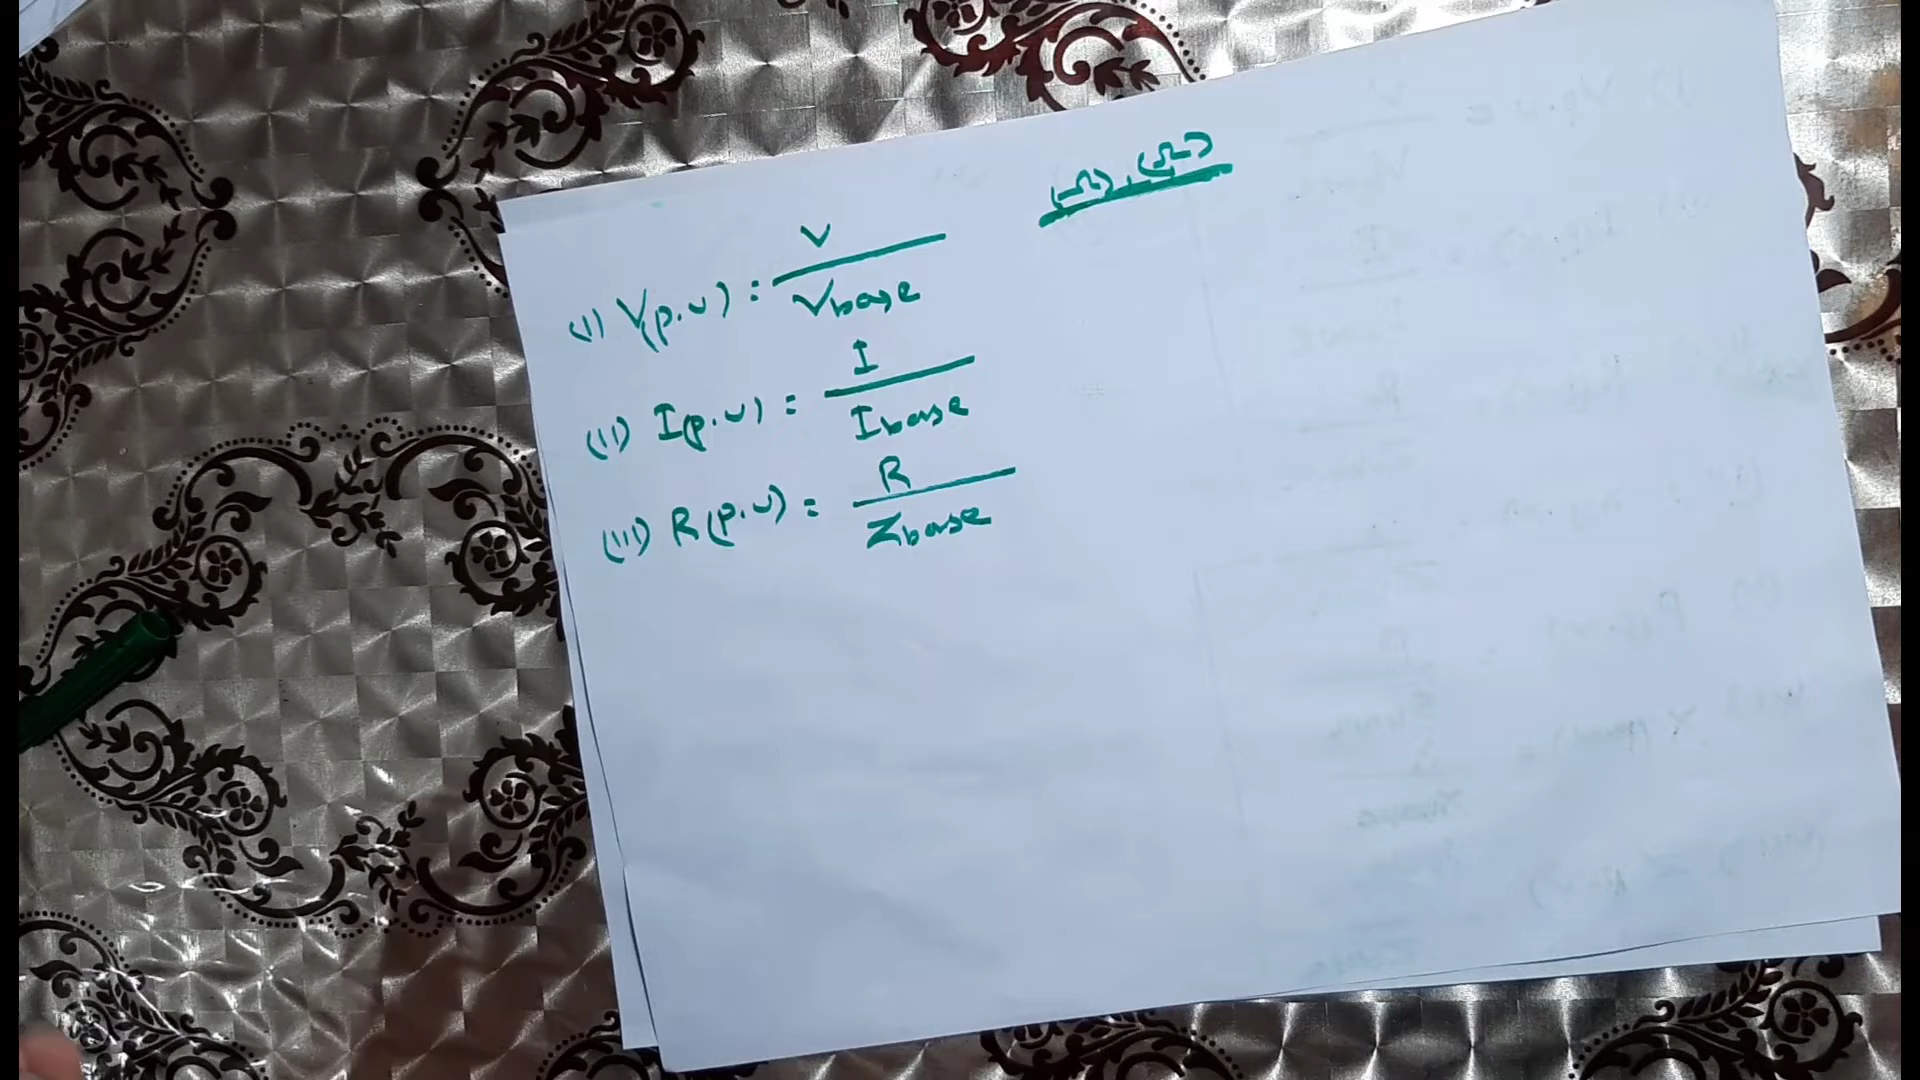 (Ω), (Ω)
(I) V(p.u) = V / Vbase
(II) I(p.u) = I / Ibase
(III) R(p.u) = R / Zbase